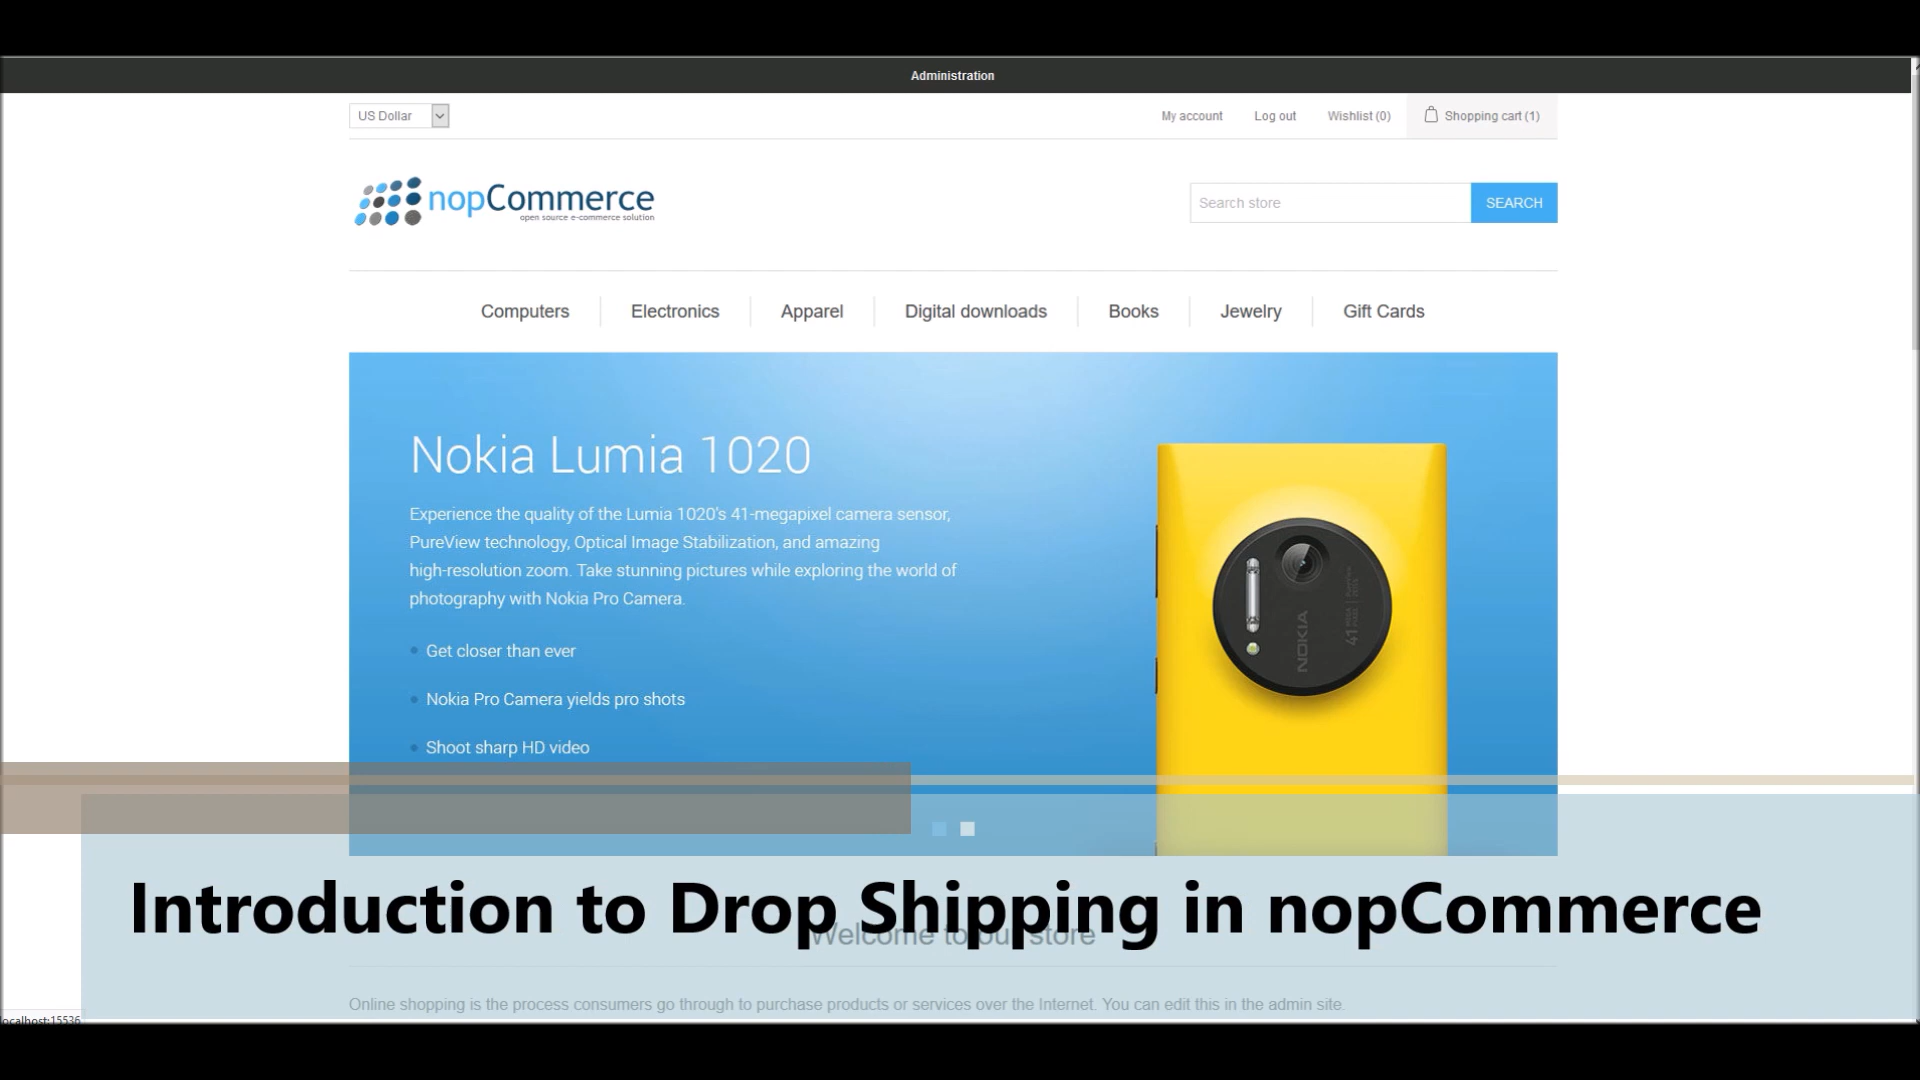 Administration
US Dollar
My account Log out Wishlist (0) Shopping cart (1)
nopCommerce
open source e-commerce solution
Search store SEARCH
Computers Electronics Apparel Digital downloads Books Jewelry Gift Cards
Nokia Lumia 1020
Experience the quality of the Lumia 1020's 41-megapixel camera sensor,
PureView technology, Optical Image Stabilization, and amazing
high-resolution zoom. Take stunning pictures while exploring the world of
photography with Nokia Pro Camera.
Get closer than ever
Nokia Pro Camera yields pro shots
Shoot sharp HD video
NOKIA
41
Introduction to Drop Shipping in nopCommerce
Welcome to our store
Online shopping is the process consumers go through to purchase products or services over the Internet. You can edit this in the admin site.
localhost:15536